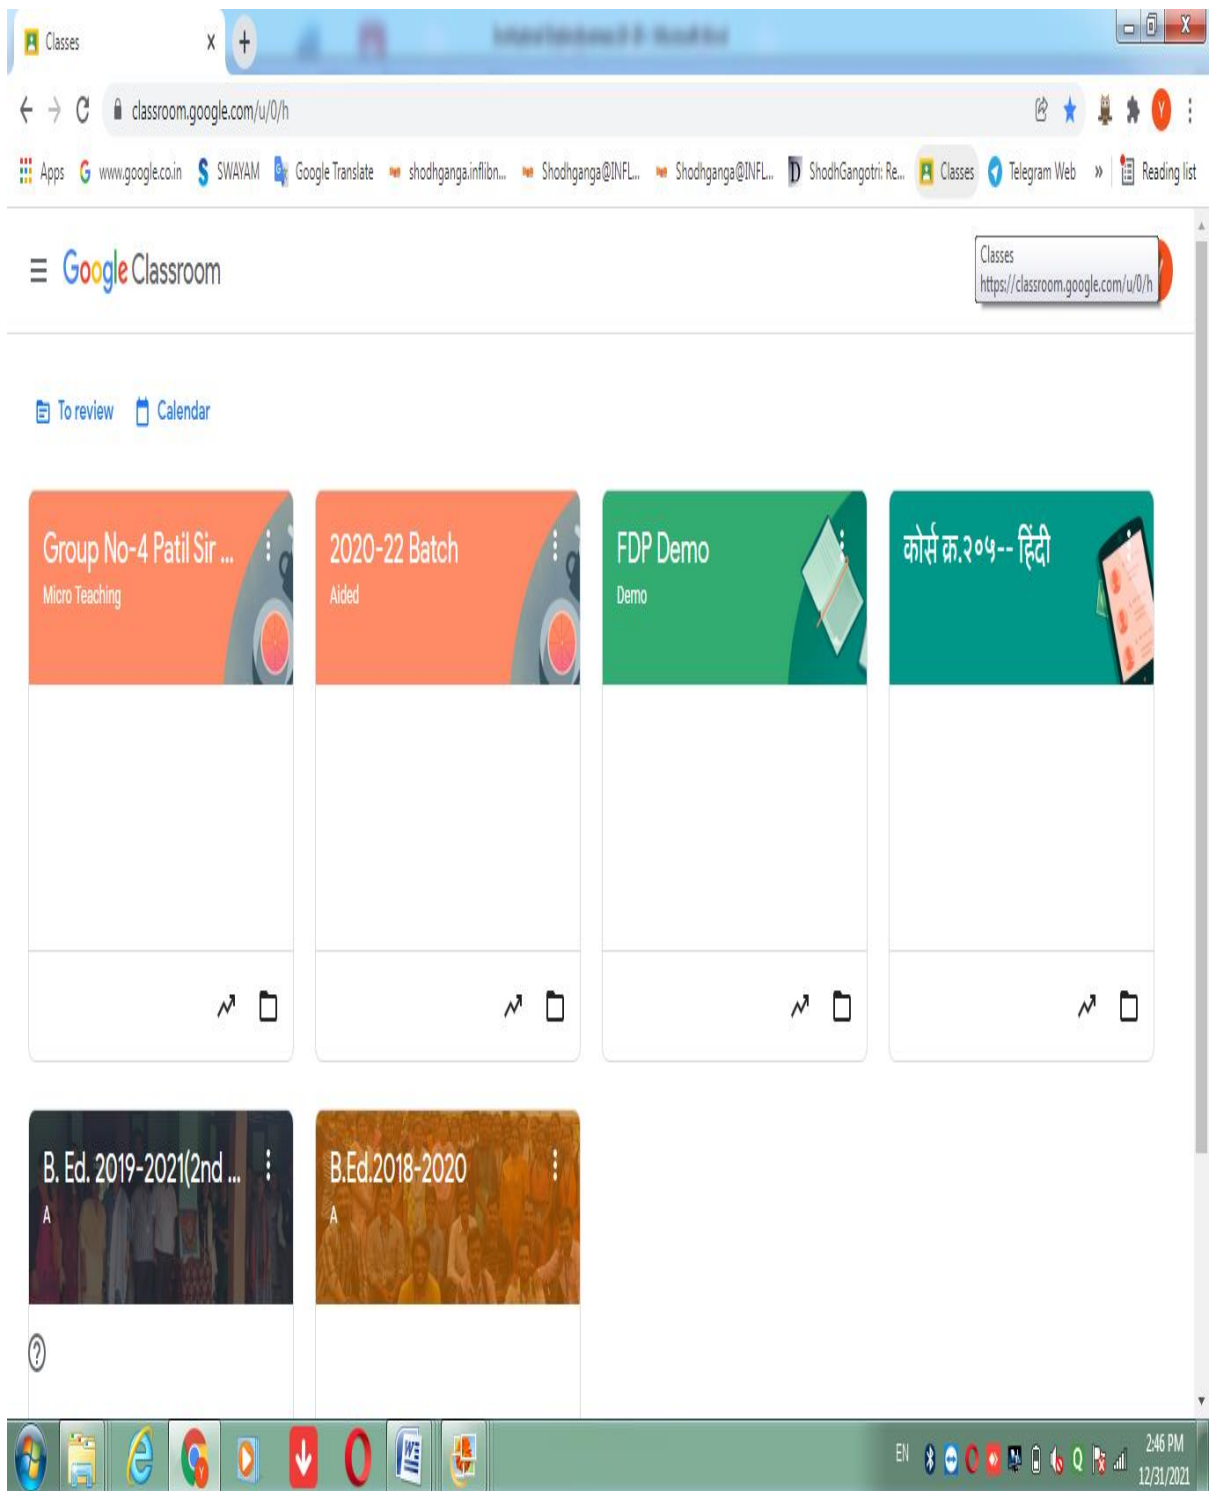 Classes
classroom.google.com/u/0/h
Apps www.google.co.in SWAYAM Google Translate shodhganga.inflibn... Shodhganga@INFL... Shodhganga@INFL... ShodhGangotri: Re... Classes Telegram Web » Reading list
Google Classroom
Classes
https://classroom.google.com/u/0/h
To review Calendar
Group No-4 Patil Sir ...
Micro Teaching
2020-22 Batch
Aided
FDP Demo
Demo
कोर्स क्र.२०५-- हिंदी
B. Ed. 2019-2021(2nd ...
A
B.Ed.2018-2020
A
EN
2:46 PM
12/31/2021